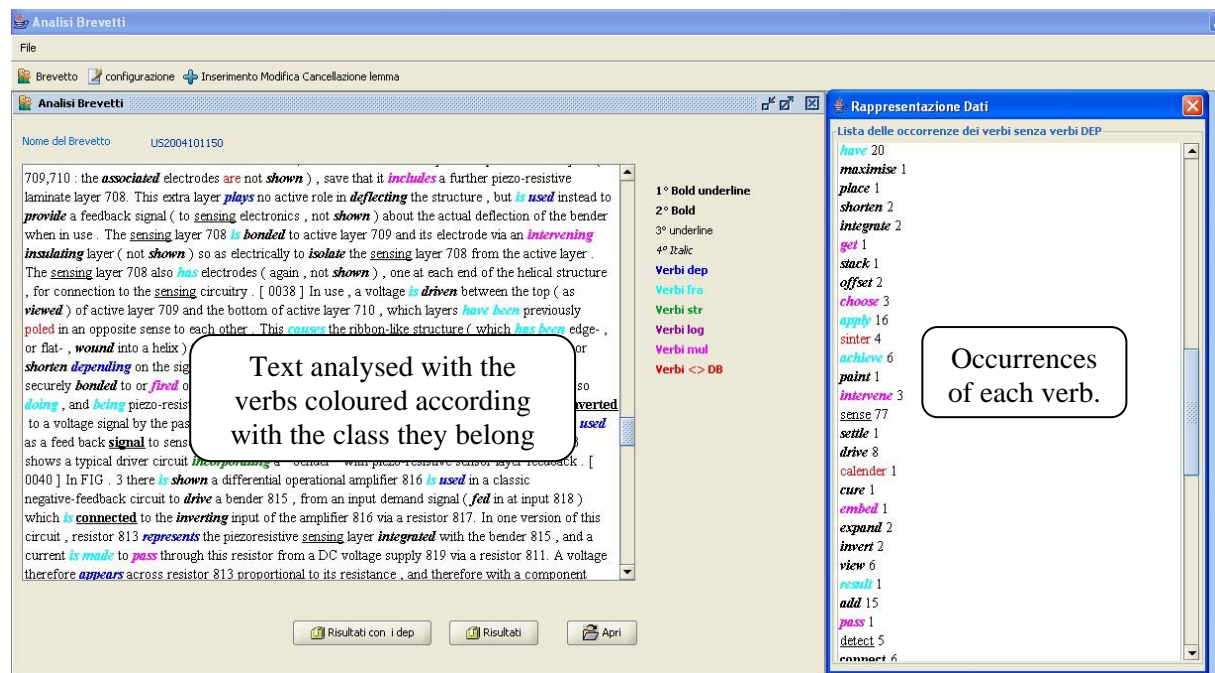 Analisi Brevetti
File
Brevetto configurazione Inserimento Modifica Cancellazione lemma
Analisi Brevetti
Nome del Brevetto US2004101150
709,710 : the associated electrodes are not shown ) , save that it includes a further piezo-resistive
laminate layer 708. This extra layer plays no active role in deflecting the structure , but is used instead to
provide a feedback signal ( to sensing electronics , not shown ) about the actual deflection of the bender
when in use . The sensing layer 708 is bonded to active layer 709 and its electrode via an intervening
insulating layer ( not shown ) so as electrically to isolate the sensing layer 708 from the active layer .
The sensing layer 708 also has electrodes ( again , not shown ) , one at each end of the helical structure
, for connection to the sensing circuitry . [ 0038 ] In use , a voltage is driven between the top ( as
viewed ) of active layer 709 and the bottom of active layer 710 , which layers have been previously
poled in an opposite sense to each other . This causes the ribbon-like structure ( which has been edge- ,
or flat- , wound into a helix ) or
shorten depending on the sig
securely bonded to or fired o so
doing , and being piezo-resis verted
to a voltage signal by the pas used
as a feed back signal to sens
shows a typical driver circuit incorporating a bender with piezo-resistive sensor layer feedback . [
0040 ] In FIG . 3 there is shown a differential operational amplifier 816 is used in a classic
negative-feedback circuit to drive a bender 815 , from an input demand signal ( fed in at input 818 )
which is connected to the inverting input of the amplifier 816 via a resistor 817. In one version of this
circuit , resistor 813 represents the piezoresistive sensing layer integrated with the bender 815 , and a
current is made to pass through this resistor from a DC voltage supply 819 via a resistor 811. A voltage
therefore appears across resistor 813 proportional to its resistance , and therefore with a component
Text analysed with the
verbs coloured according
with the class they belong
1° Bold underline
2° Bold
3° underline
4° Italic
Verbi dep
Verbi fra
Verbi str
Verbi log
Verbi mul
Verbi <> DB
Risultati con i dep Risultati Apri
Rappresentazione Dati
Lista delle occorrenze dei verbi senza verbi DEP
have 20
maximise 1
place 1
shorten 2
integrate 2
get 1
stack 1
offset 2
choose 3
apply 16
sinter 4
achieve 6
paint 1
intervene 3
sense 77
settle 1
drive 8
calender 1
cure 1
embed 1
expand 2
invert 2
view 6
result 1
add 15
pass 1
detect 5
connect 6
Occurrences
of each verb.